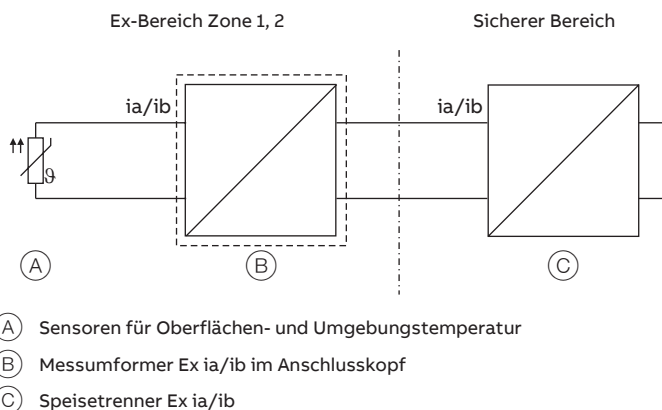 Ex-Bereich Zone 1, 2
Sicherer Bereich
ia/ib
ia/ib
ϑ
A
B
C
A Sensoren für Oberflächen- und Umgebungstemperatur
B Messumformer Ex ia/ib im Anschlusskopf
C Speisetrenner Ex ia/ib